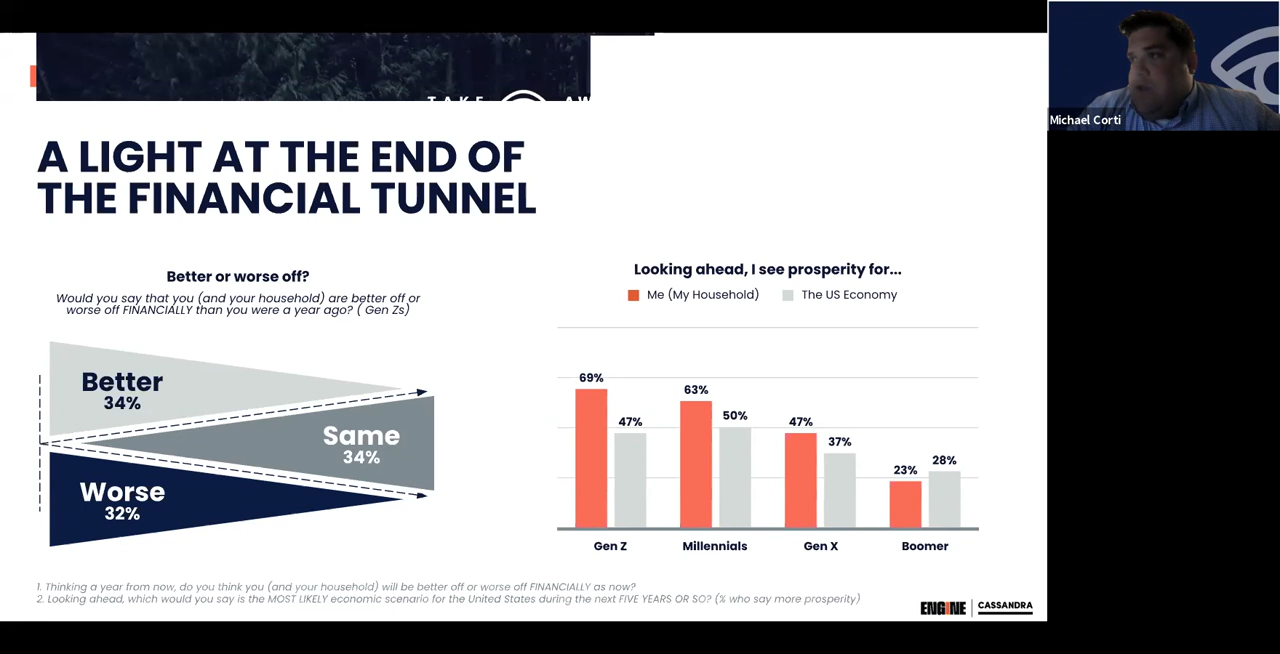 TAKE AW
A LIGHT AT THE END OF
THE FINANCIAL TUNNEL
Better or worse off?
Would you say that you (and your household) are better off or
worse off FINANCIALLY than you were a year ago? ( Gen Zs)
Better
34%
Same
34%
Worse
32%
Looking ahead, I see prosperity for...
Me (My Household)
The US Economy
69%
47%
63%
50%
47%
37%
23%
28%
Gen Z
Millennials
Gen X
Boomer
1. Thinking a year from now, do you think you (and your household) will be better off or worse off FINANCIALLY as now?
2. Looking ahead, which would you say is the MOST LIKELY economic scenario for the United States during the next FIVE YEARS OR SO? (% who say more prosperity)
ENGINE | CASSANDRA
Michael Corti